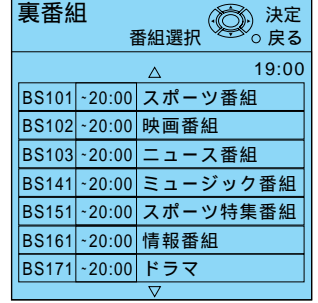 裏番組
決定
番組選択 ○ 戻る
△ 19:00
BS101 ~20:00 スポーツ番組
BS102 ~20:00 映画番組
BS103 ~20:00 ニュース番組
BS141 ~20:00 ミュージック番組
BS151 ~20:00 スポーツ特集番組
BS161 ~20:00 情報番組
BS171 ~20:00 ドラマ
▽